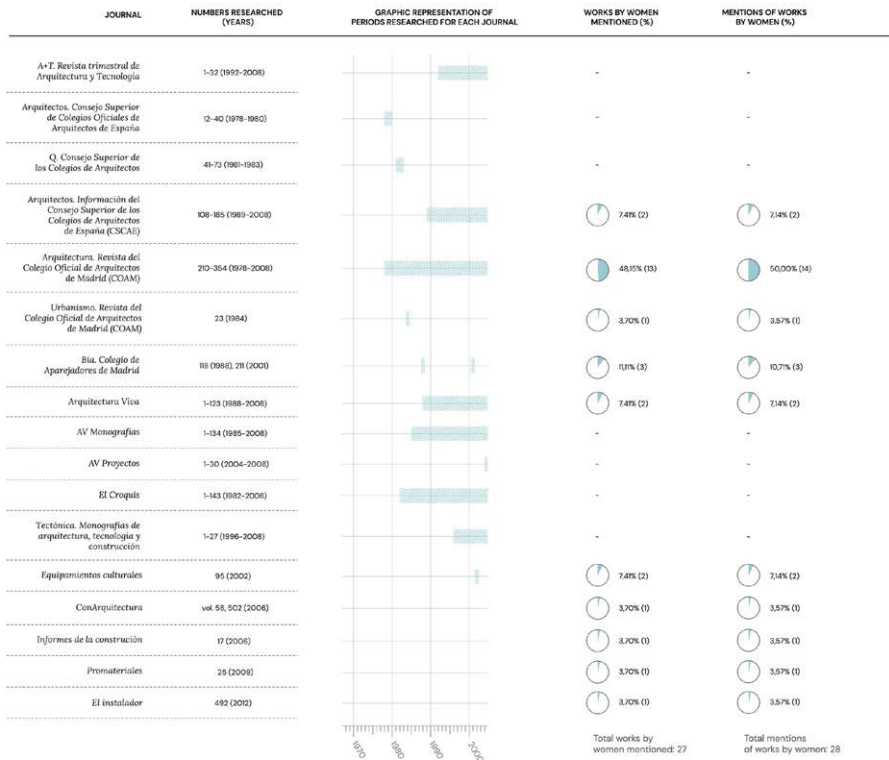 JOURNAL
NUMBERS RESEARCHED
(YEARS)
GRAPHIC REPRESENTATION OF
PERIODS RESEARCHED FOR EACH JOURNAL
WORKS BY WOMEN
MENTIONED (%)
MENTIONS OF WORKS
BY WOMEN (%)
A+T. Revista trimestral de
Arquitectura y Tecnología
1-32 (1992-2008)
-
-
Arquitectos. Consejo Superior
de Colegios Oficiales de
Arquitectos de España
12-40 (1978-1980)
-
-
Q. Consejo Superior de
los Colegios de Arquitectos
41-73 (1981-1983)
-
-
Arquitectos. Información del
Consejo Superior de los
Colegios de Arquitectos
de España (CSCAE)
108-185 (1989-2008)
7,41% (2)
7,14% (2)
Arquitectura. Revista del
Colegio Oficial de Arquitectos
de Madrid (COAM)
210-354 (1978-2008)
48,15% (13)
50,00% (14)
Urbanismo. Revista del
Colegio Oficial de Arquitectos
de Madrid (COAM)
23 (1984)
3,70% (1)
3,57% (1)
Bia. Colegio de
Aparejadores de Madrid
118 (1988), 211 (2001)
11,11% (3)
10,71% (3)
Arquitectura Viva
1-123 (1988-2008)
7,41% (2)
7,14% (2)
AV Monografías
1-134 (1985-2008)
-
-
AV Proyectos
1-30 (2004-2008)
-
-
El Croquis
1-143 (1982-2008)
-
-
Tectónica. Monografías de
arquitectura, tecnología y
construcción
1-27 (1996-2008)
-
-
Equipamientos culturales
95 (2002)
7,41% (2)
7,14% (2)
ConArquitectura
vol. 58, 502 (2006)
3,70% (1)
3,57% (1)
Informes de la construción
17 (2006)
3,70% (1)
3,57% (1)
Promateriales
25 (2009)
3,70% (1)
3,57% (1)
El instalador
492 (2012)
3,70% (1)
3,57% (1)
1970
1980
1990
2000
Total works by
women mentioned: 27
Total mentions
of works by women: 28